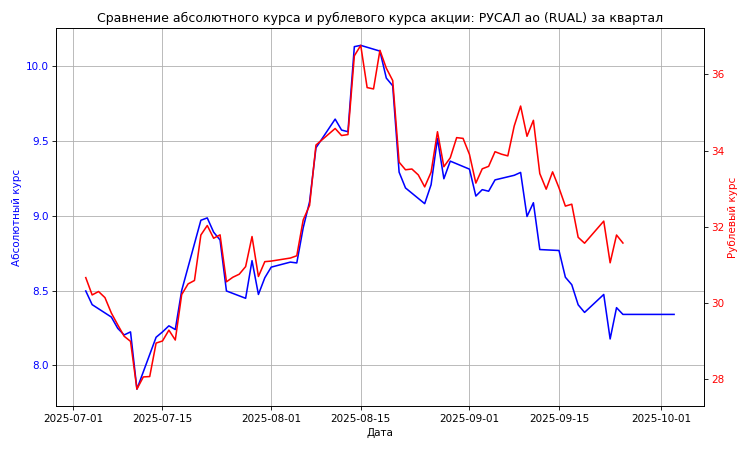 Сравнение абсолютного курса и рублевого курса акции: РУСАЛ ао (RUAL) за квартал
10.0
9.5
9.0
8.5
8.0
Абсолютный курс
36
34
32
30
28
Рублевый курс
2025-07-01 2025-07-15 2025-08-01 2025-08-15 2025-09-01 2025-09-15 2025-10-01
Дата